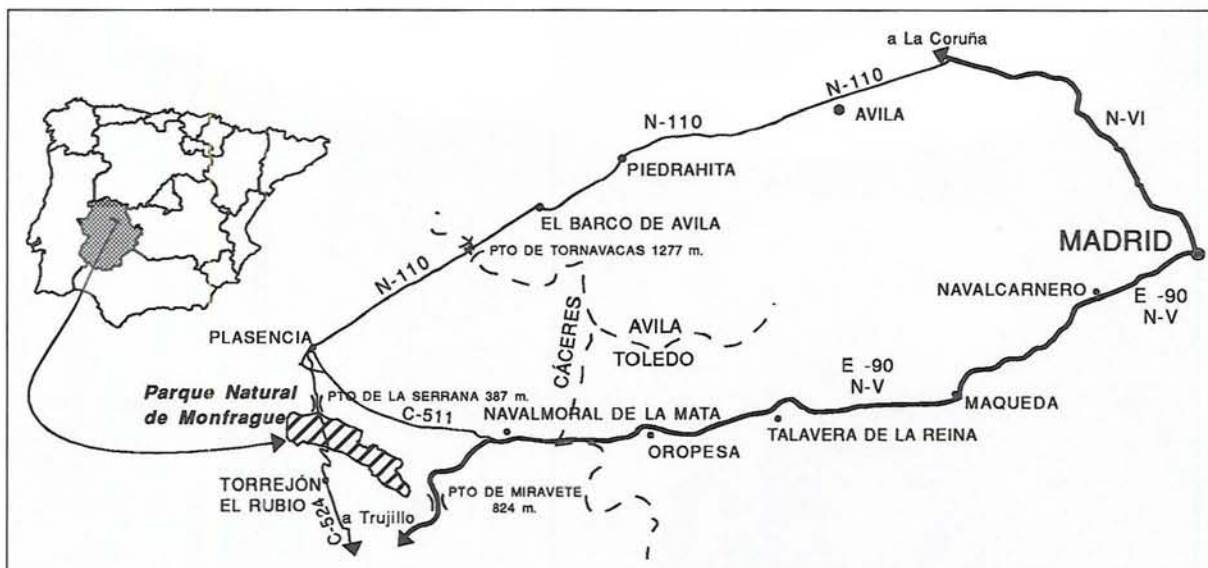 a La Coruña
N-110
AVILA
N-VI
N-110
PIEDRAHITA
EL BARCO DE AVILA
MADRID
PTO DE TORNAVACAS 1277 m.
N-110
NAVALCARNERO
E -90
N-V
PLASENCIA
CÁCERES
AVILA
TOLEDO
E -90
N-V
Parque Natural
de Monfrague
PTO DE LA SERRANA 387 m.
C-511
NAVALMORAL DE LA MATA
MAQUEDA
OROPESA
TALAVERA DE LA REINA
TORREJÓN
EL RUBIO
C-524
a Trujillo
PTO DE MIRAVETE
824 m.